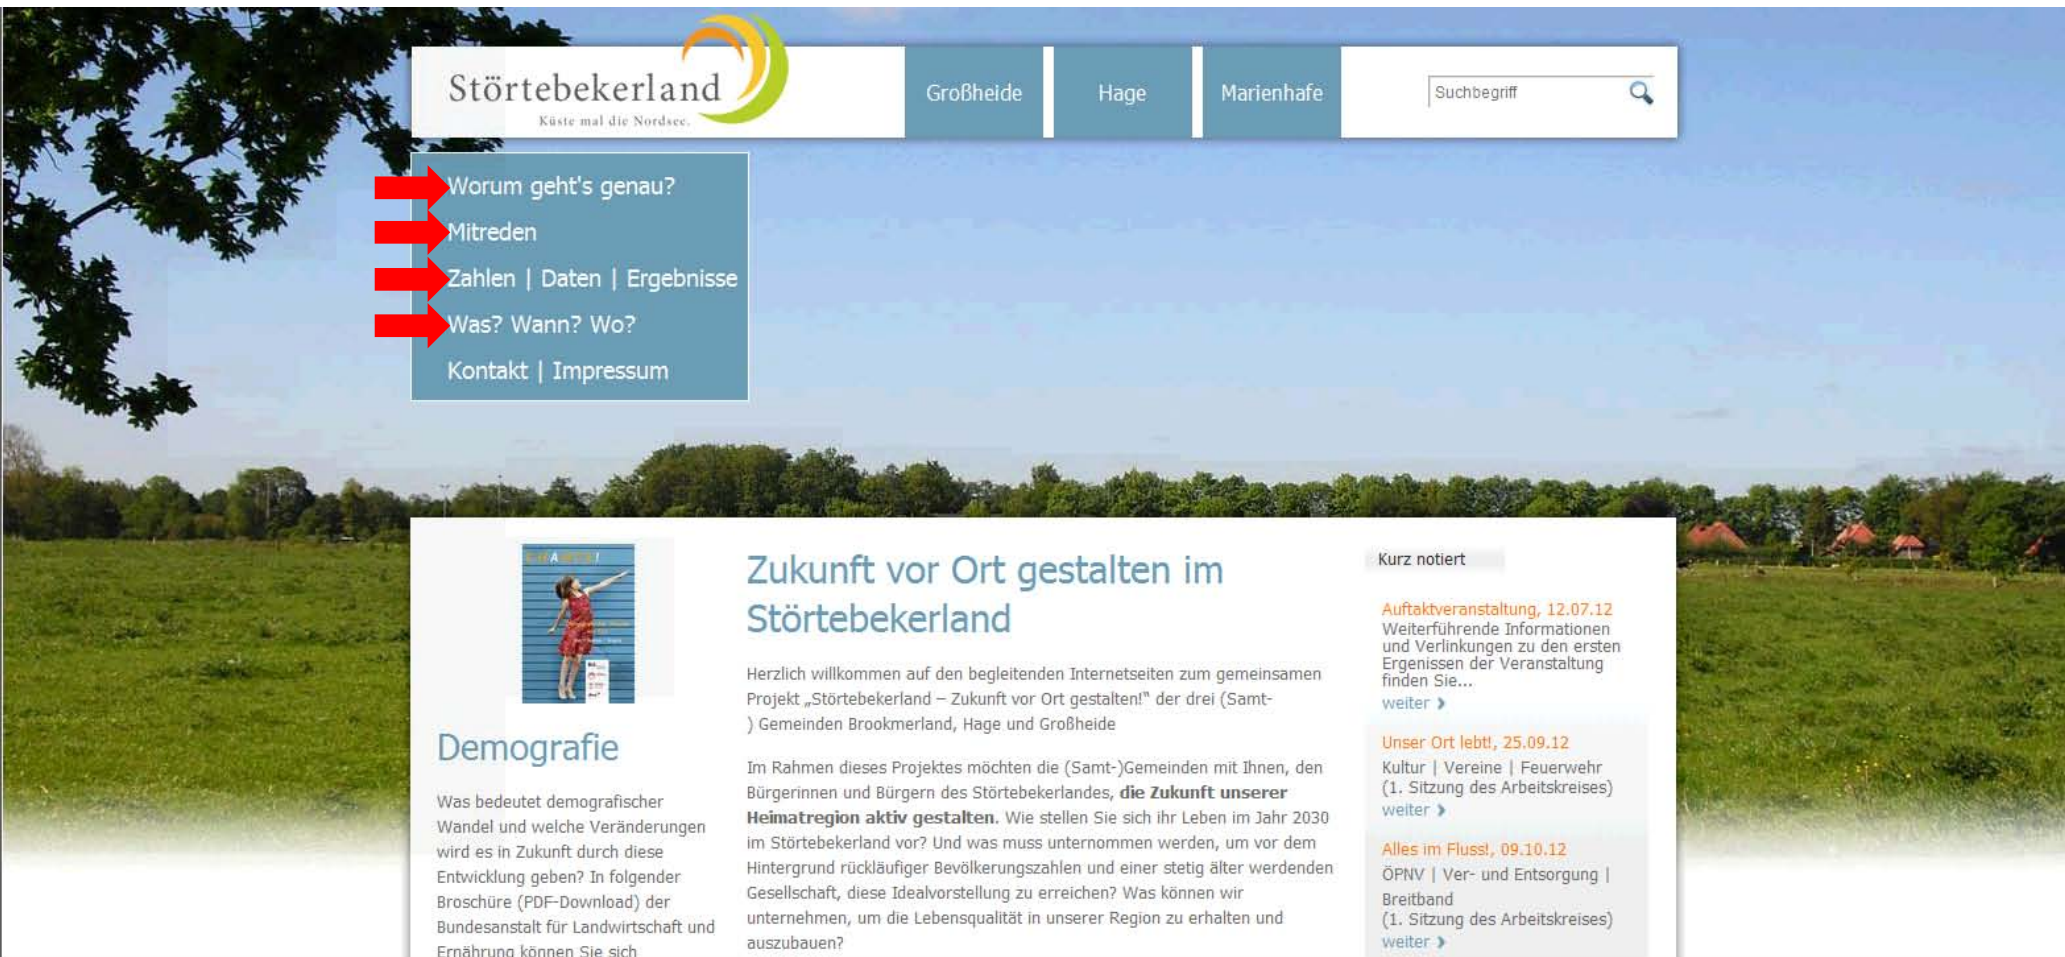 Störtebekerland
Küste mal die Nordsee.
Großheide
Hage
Marienhafe
Suchbegriff
Worum geht's genau?
Mitreden
Zahlen | Daten | Ergebnisse
Was? Wann? Wo?
Kontakt | Impressum
Demografie
Was bedeutet demografischer
Wandel und welche Veränderungen
wird es in Zukunft durch diese
Entwicklung geben? In folgender
Broschüre (PDF-Download) der
Bundesanstalt für Landwirtschaft und
Ernährung können Sie sich
Zukunft vor Ort gestalten im
Störtebekerland
Herzlich willkommen auf den begleitenden Internetseiten zum gemeinsamen
Projekt „Störtebekerland – Zukunft vor Ort gestalten!“ der drei (Samt-
) Gemeinden Brookmerland, Hage und Großheide
Im Rahmen dieses Projektes möchten die (Samt-)Gemeinden mit Ihnen, den
Bürgerinnen und Bürgern des Störtebekerlandes, die Zukunft unserer
Heimatregion aktiv gestalten. Wie stellen Sie sich ihr Leben im Jahr 2030
im Störtebekerland vor? Und was muss unternommen werden, um vor dem
Hintergrund rückläufiger Bevölkerungszahlen und einer stetig älter werdenden
Gesellschaft, diese Idealvorstellung zu erreichen? Was können wir
unternehmen, um die Lebensqualität in unserer Region zu erhalten und
auszubauen?
Kurz notiert
Auftaktveranstaltung, 12.07.12
Weiterführende Informationen
und Verlinkungen zu den ersten
Ergenissen der Veranstaltung
finden Sie...
weiter
Unser Ort lebt!, 25.09.12
Kultur | Vereine | Feuerwehr
(1. Sitzung des Arbeitskreises)
weiter
Alles im Fluss!, 09.10.12
ÖPNV | Ver- und Entsorgung |
Breitband
(1. Sitzung des Arbeitskreises)
weiter